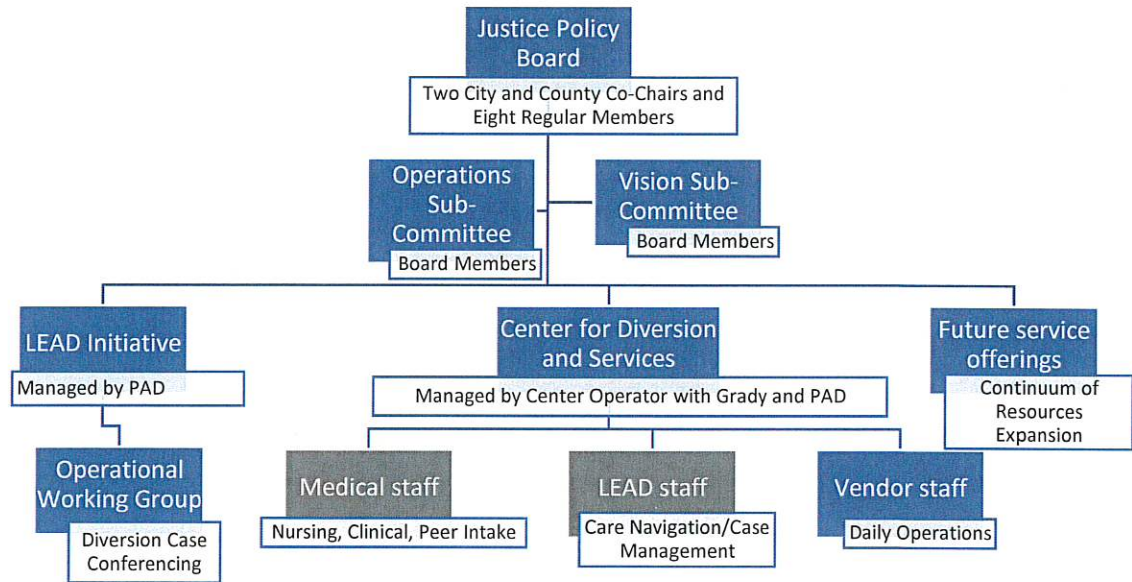 Justice Policy
Board
Two City and County Co-Chairs and
Eight Regular Members
Operations
Sub-
Committee
Board Members
Vision Sub-
Committee
Board Members
LEAD Initiative
Managed by PAD
Center for Diversion
and Services
Managed by Center Operator with Grady and PAD
Future service
offerings
Continuum of
Resources
Expansion
Operational
Working Group
Diversion Case
Conferencing
Medical staff
Nursing, Clinical, Peer Intake
LEAD staff
Care Navigation/Case
Management
Vendor staff
Daily Operations